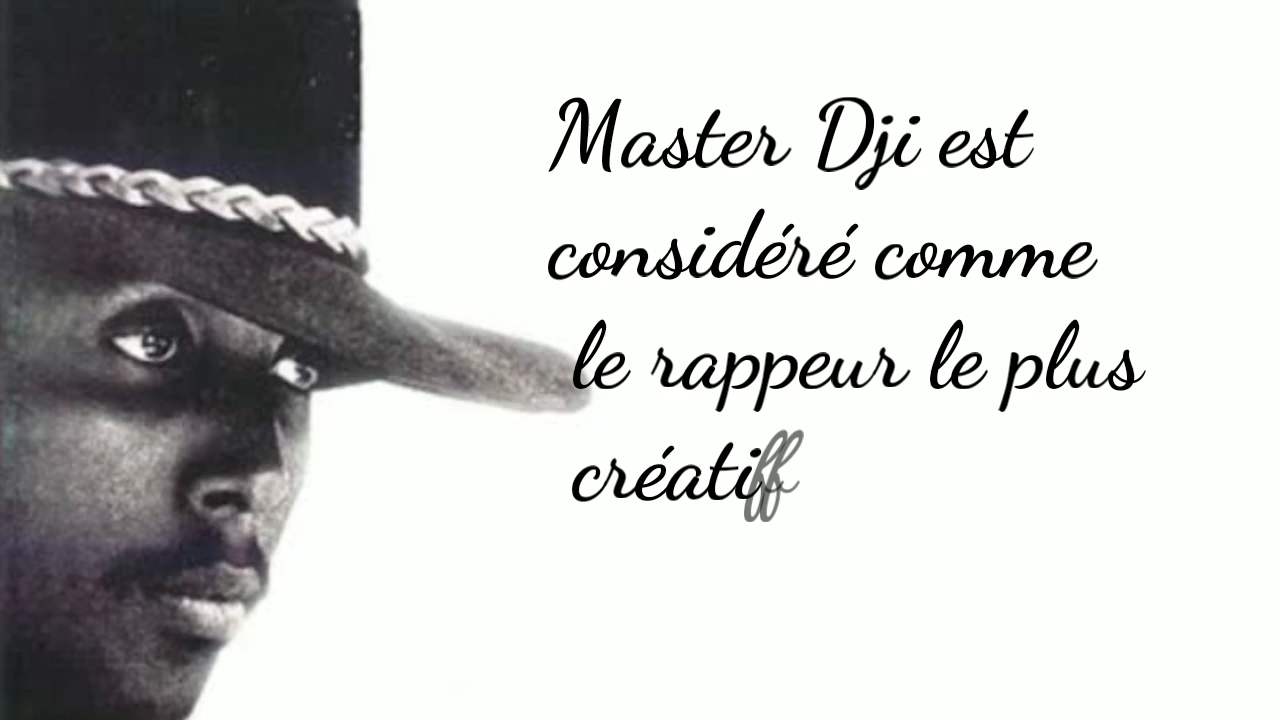 Master Dji est
considéré comme
le rappeur le plus
créatif